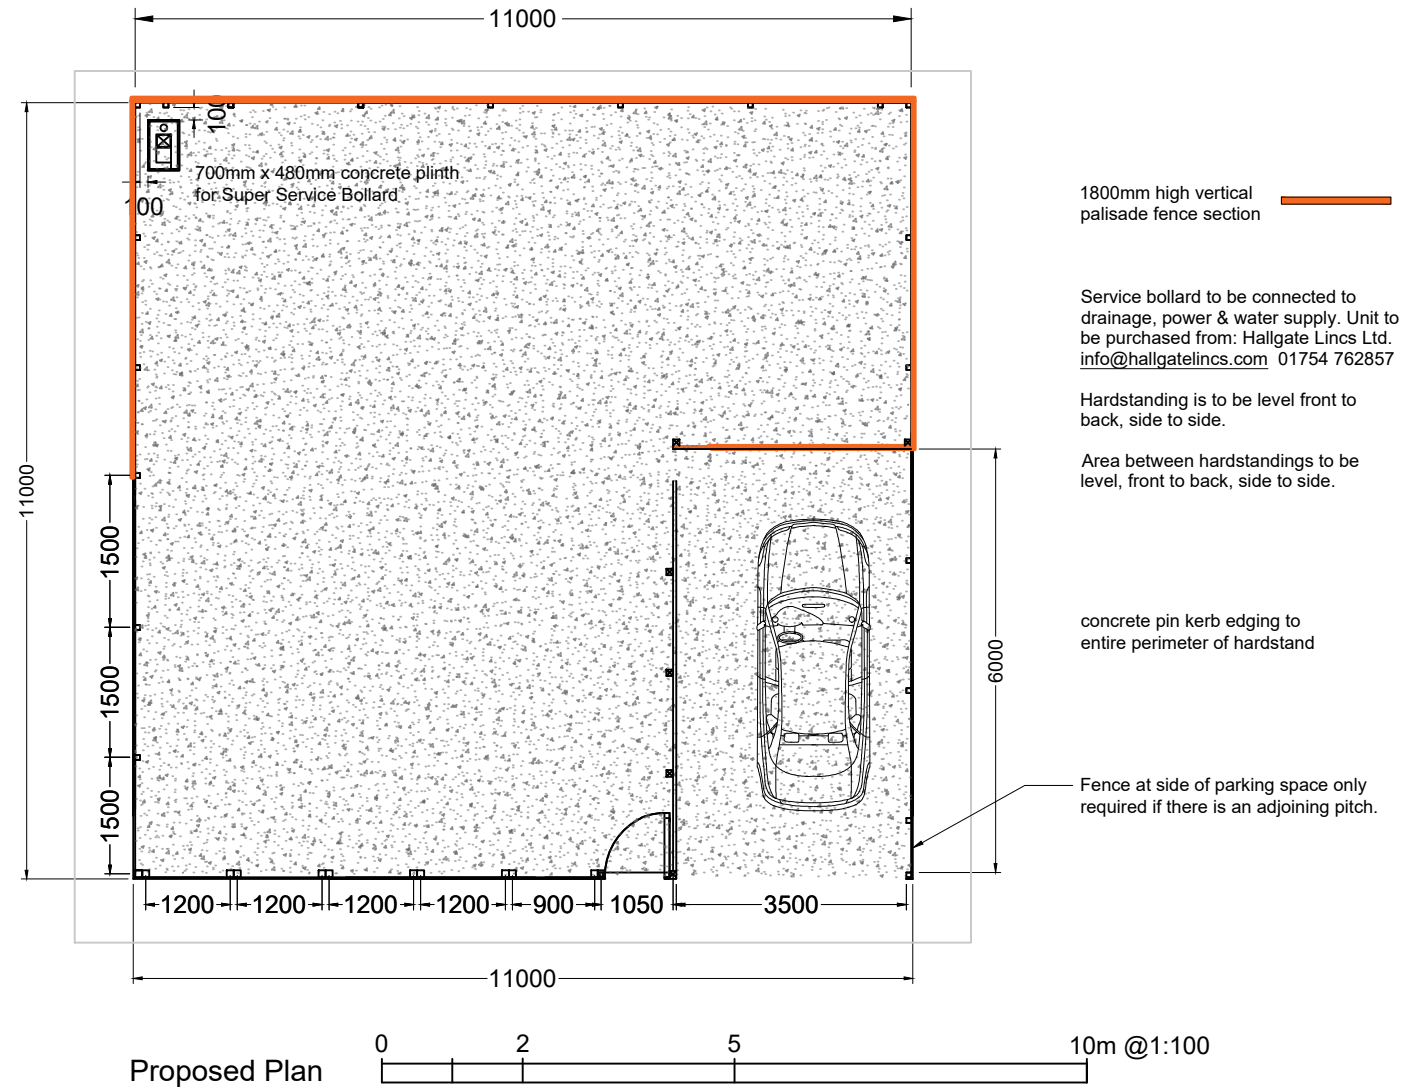 11000
100
700mm x 480mm concrete plinth
for Super Service Bollard
100
1800mm high vertical
palisade fence section
Service bollard to be connected to
drainage, power & water supply. Unit to
be purchased from: Hallgate Lincs Ltd.
info@hallgatelincs.com 01754 762857
Hardstanding is to be level front to
back, side to side.
Area between hardstandings to be
level, front to back, side to side.
11000
1500
1500
1500
6000
concrete pin kerb edging to
entire perimeter of hardstand
Fence at side of parking space only
required if there is an adjoining pitch.
1200 1200 1200 1200 900 1050 3500
11000
0 2 5 10m @1:100
Proposed Plan